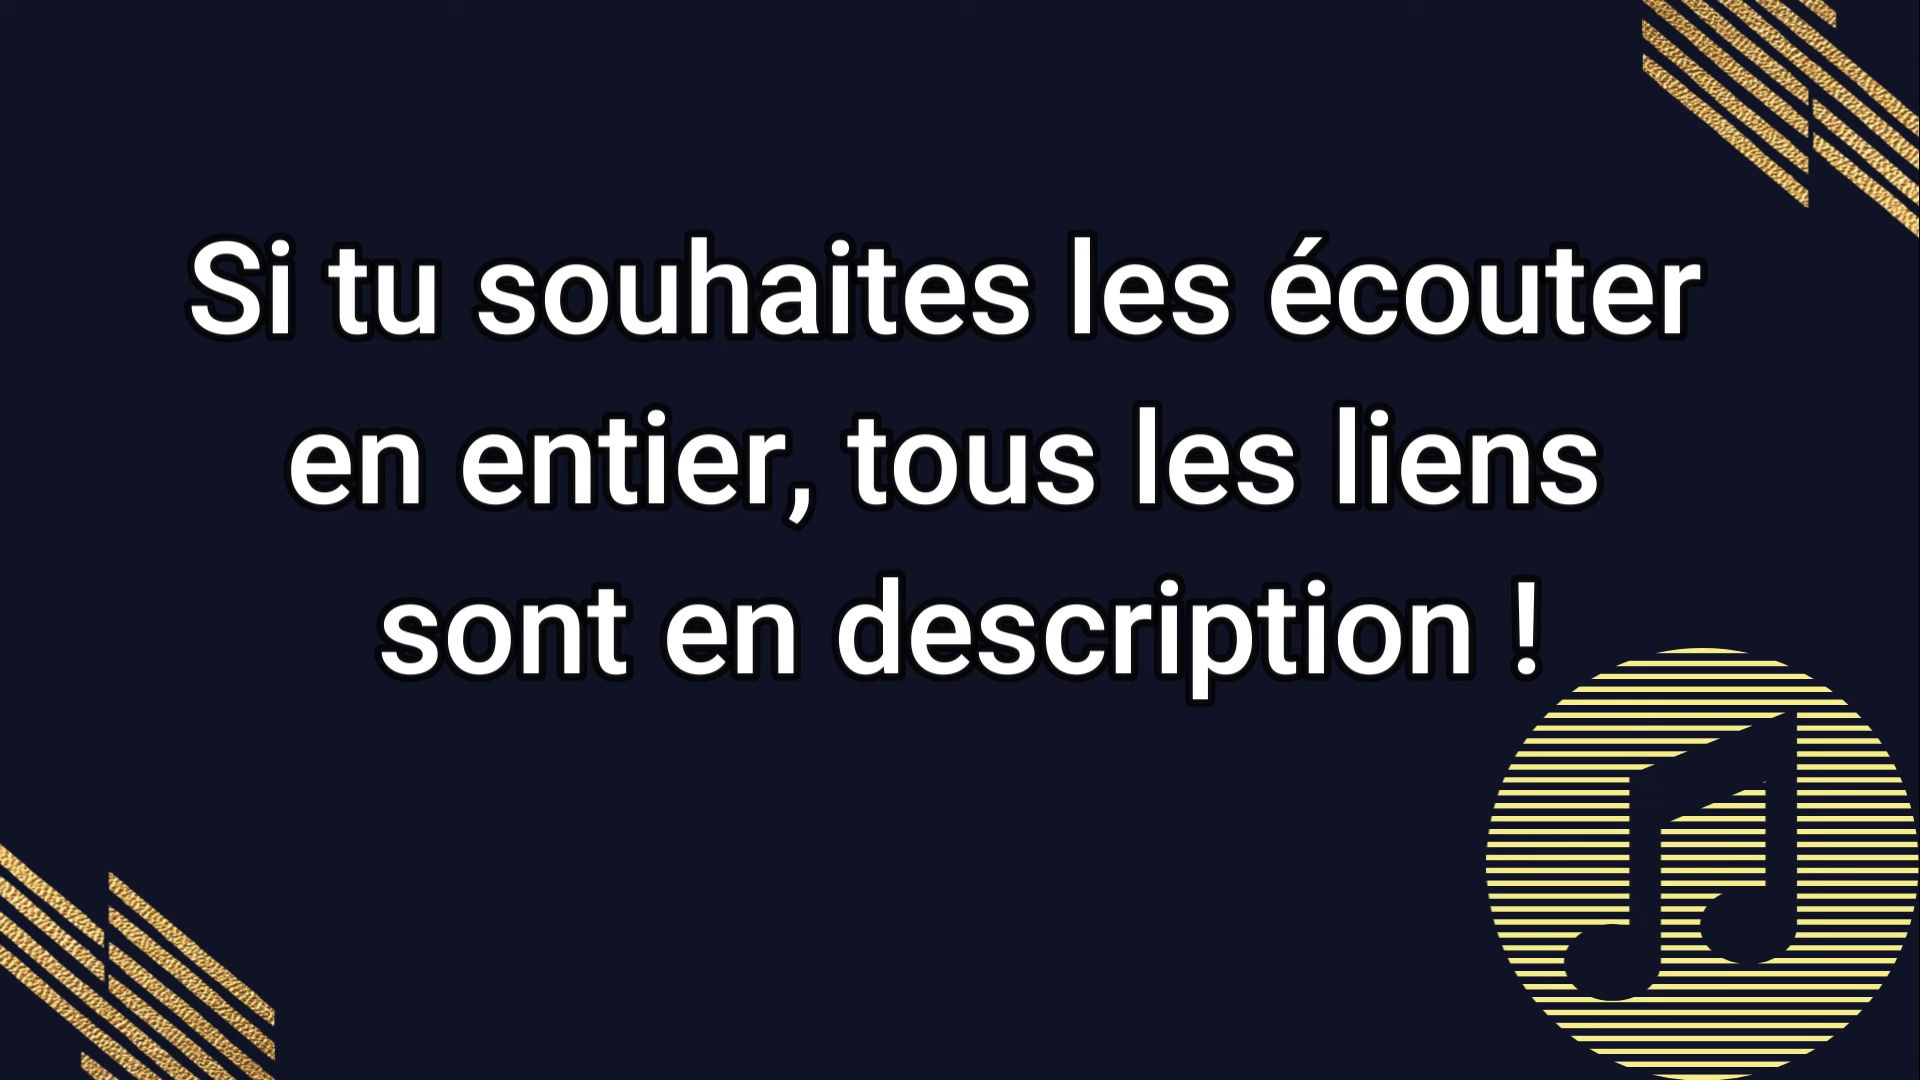 Si tu souhaites les écouter
en entier, tous les liens
sont en description !